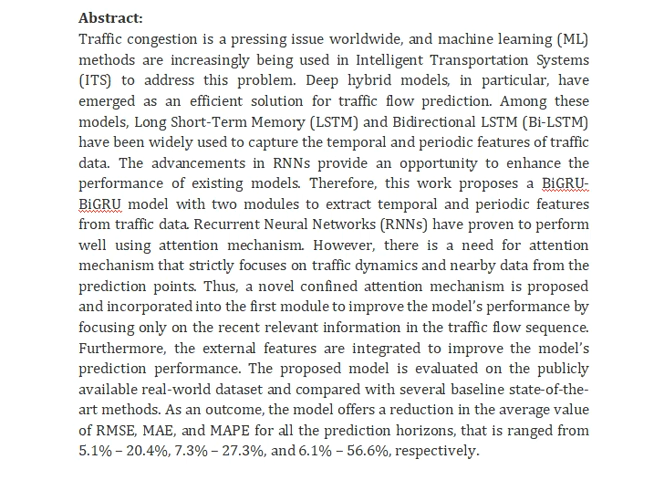 Abstract:
Traffic congestion is a pressing issue worldwide, and machine learning (ML)
methods are increasingly being used in Intelligent Transportation Systems
(ITS) to address this problem. Deep hybrid models, in particular, have
emerged as an efficient solution for traffic flow prediction. Among these
models, Long Short-Term Memory (LSTM) and Bidirectional LSTM (Bi-LSTM)
have been widely used to capture the temporal and periodic features of traffic
data. The advancements in RNNs provide an opportunity to enhance the
performance of existing models. Therefore, this work proposes a BiGRU-
BiGRU model with two modules to extract temporal and periodic features
from traffic data. Recurrent Neural Networks (RNNs) have proven to perform
well using attention mechanism. However, there is a need for attention
mechanism that strictly focuses on traffic dynamics and nearby data from the
prediction points. Thus, a novel confined attention mechanism is proposed
and incorporated into the first module to improve the model's performance by
focusing only on the recent relevant information in the traffic flow sequence.
Furthermore, the external features are integrated to improve the model's
prediction performance. The proposed model is evaluated on the publicly
available real-world dataset and compared with several baseline state-of-the-
art methods. As an outcome, the model offers a reduction in the average value
of RMSE, MAE, and MAPE for all the prediction horizons, that is ranged from
5.1% – 20.4%, 7.3% – 27.3%, and 6.1% – 56.6%, respectively.